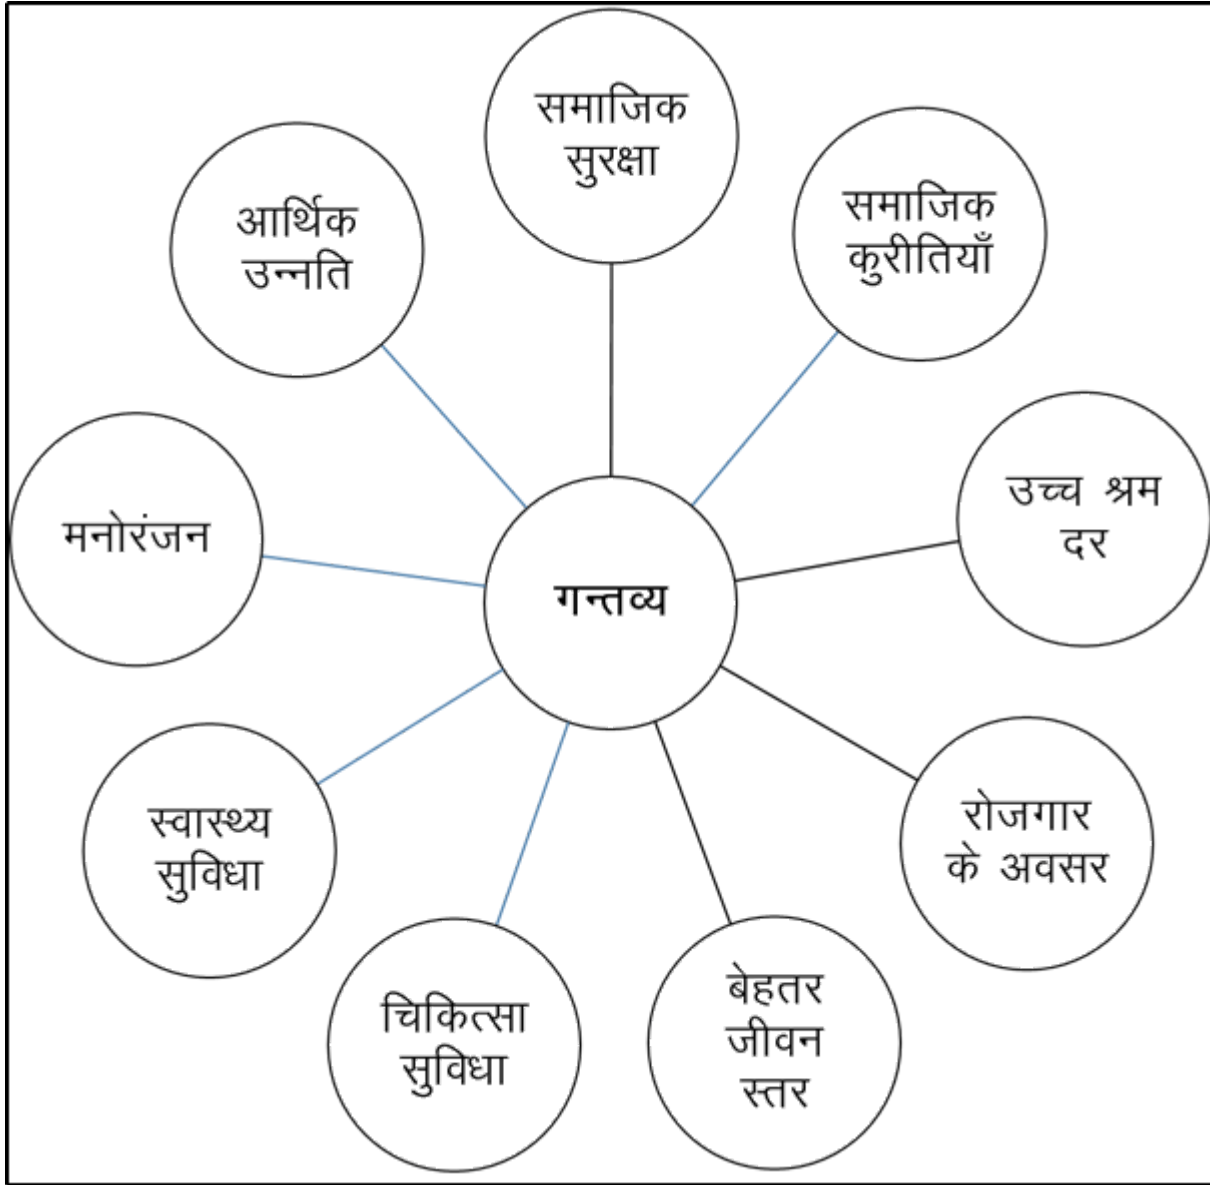 समाजिक
सुरक्षा
समाजिक
कुरीतियाँ
उच्च श्रम
दर
रोजगार
के अवसर
बेहतर
जीवन
स्तर
चिकित्सा
सुविधा
स्वास्थ्य
सुविधा
मनोरंजन
आर्थिक
उन्नति
गन्तव्य